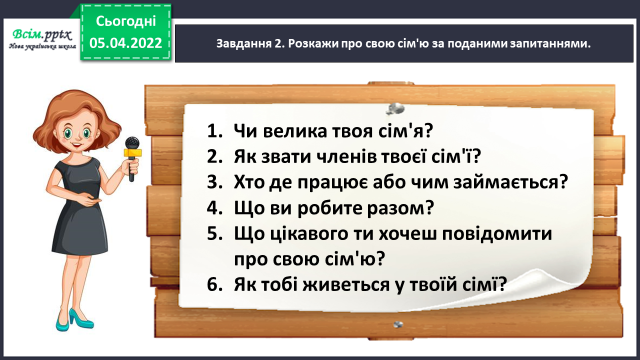 Всім.pptx
Нова українська школа
Сьогодні
05.04.2022
Завдання 2. Розкажи про свою сім'ю за поданими запитаннями.
1. Чи велика твоя сім'я?
2. Як звати членів твоєї сім'ї?
3. Хто де працює або чим займається?
4. Що ви робите разом?
5. Що цікавого ти хочеш повідомити
про свою сім'ю?
6. Як тобі живеться у твоїй сімї?